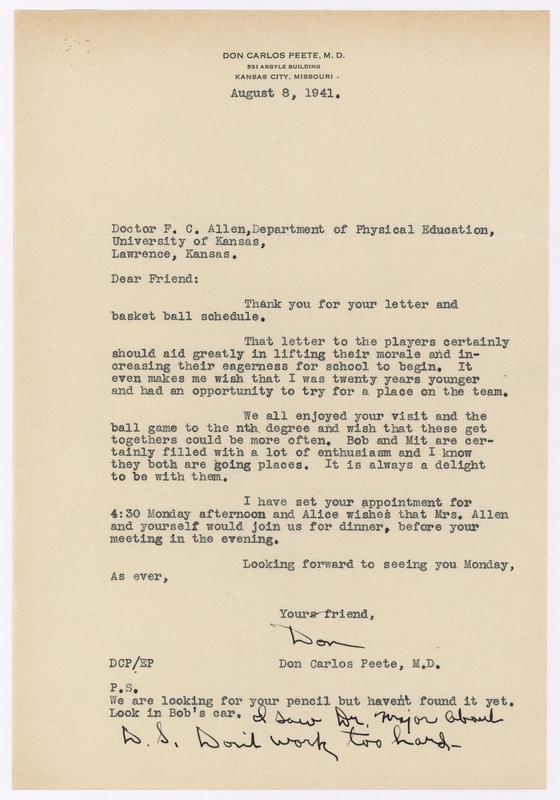 DON CARLOS PEETE, M. D.
531 ARGYLE BUILDING
KANSAS CITY, MISSOURI -
August 8, 1941.
Doctor F. C. Allen,Department of Physical Education,
University of Kansas,
Lawrence, Kansas.
Dear Friend:
Thank you for your letter and
basket ball schedule.
That letter to the players certainly
should aid greatly in lifting their morale and in-
creasing their eagerness for school to begin. It
even makes me wish that I was twenty years younger
and had an opportunity to try for a place on the team.
We all enjoyed your visit and the
ball game to the nth degree and wish that these get
togethers could be more often. Bob and Mit are cer-
tainly filled with a lot of enthusiasm and I know
they both are going places. It is always a delight
to be with them.
I have set your appointment for
4:30 Monday afternoon and Alice wishes that Mrs. Allen
and yourself would join us for dinner, before your
meeting in the evening.
Looking forward to seeing you Monday,
As ever,
Yours friend,
Don
DCP/EP Don Carlos Peete, M.D.
P.S.
We are looking for your pencil but haven't found it yet.
Look in Bob's car. I saw Dr. Major about
D. S. Don't work too hard-